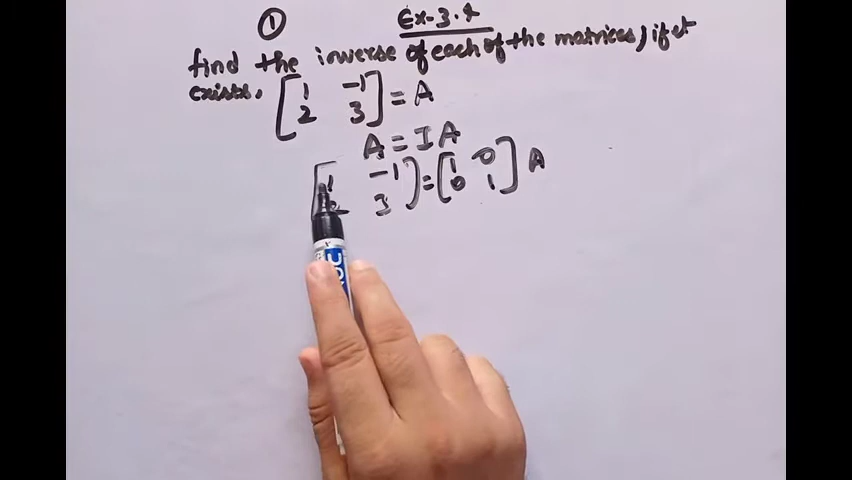 ① Ex-3.4
find the inverse of each of the matrices, if it
exists. [1 -1
2 3] = A
A = I A
[1 -1
2 3] = [1 0
0 1] A